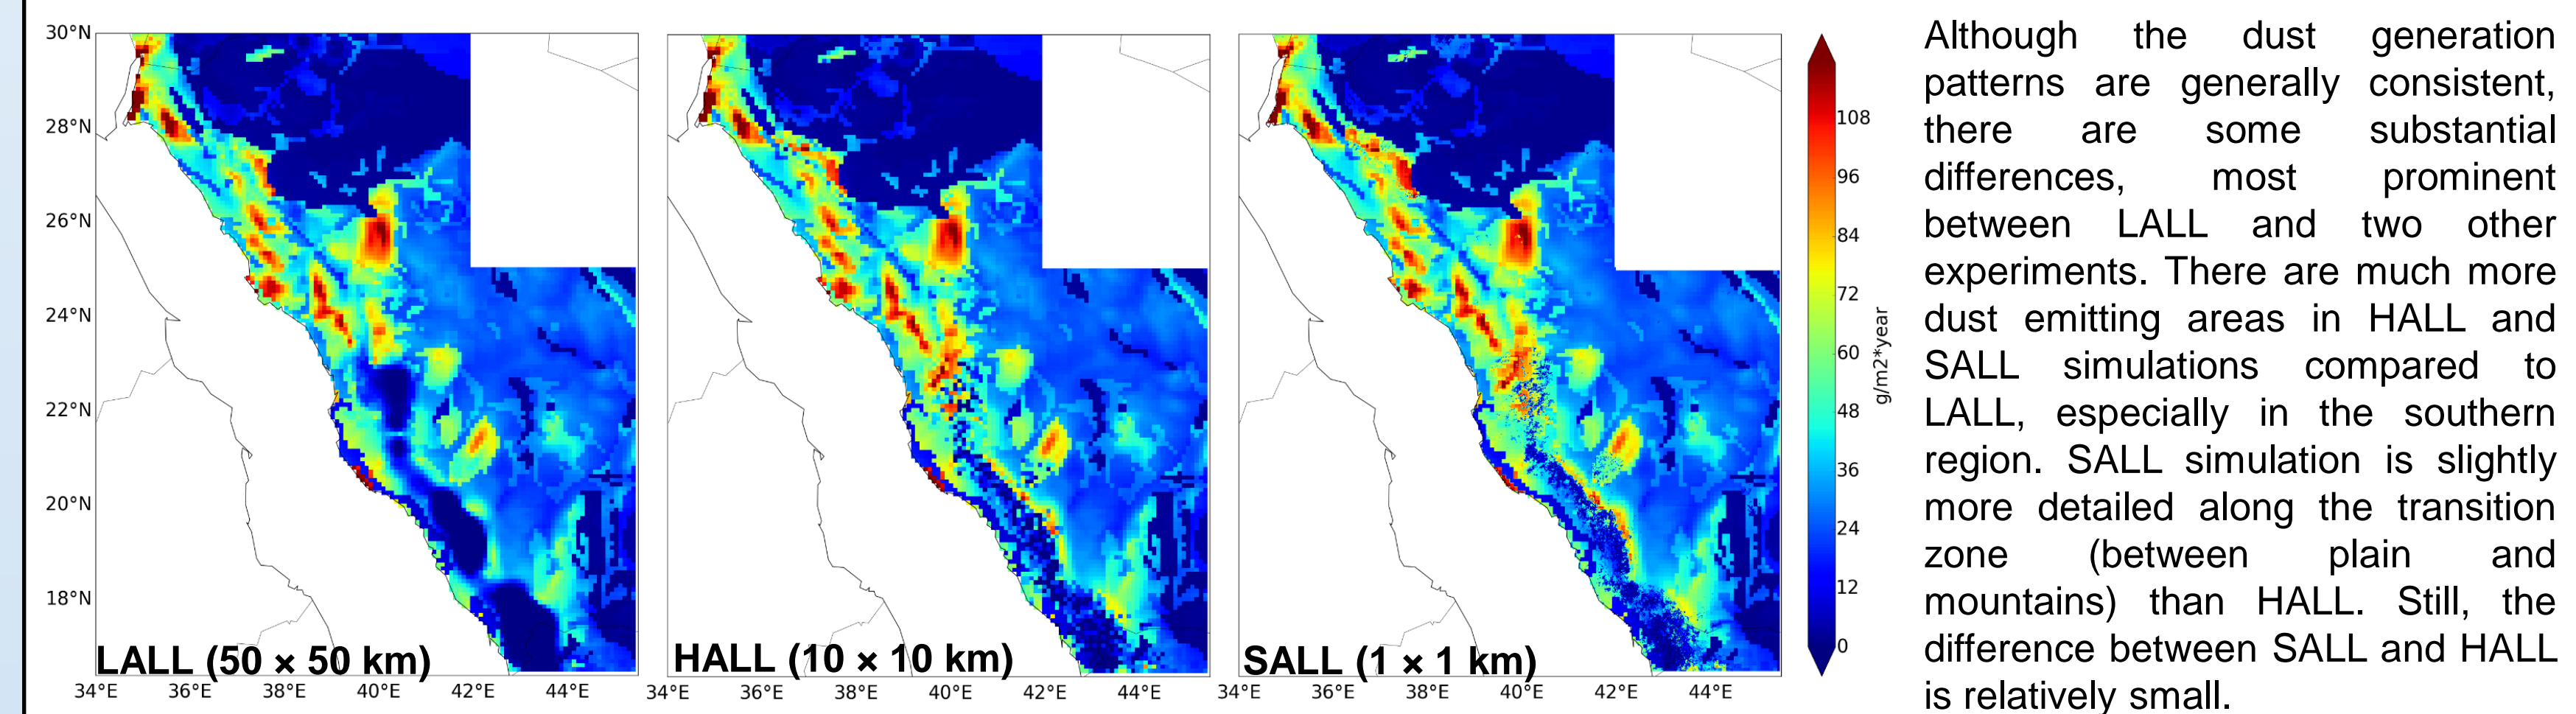 30°N
28°N
26°N
24°N
22°N
20°N
18°N
LALL (50 × 50 km)
34°E 36°E 38°E 40°E 42°E 44°E
HALL (10 × 10 km)
34°E 36°E 38°E 40°E 42°E 44°E
SALL (1 × 1 km)
34°E 36°E 38°E 40°E 42°E 44°E
108
96
84
72
60
48
36
24
12
0
g/m2*year
Although the dust generation
patterns are generally consistent,
there are some substantial
differences, most prominent
between LALL and two other
experiments. There are much more
dust emitting areas in HALL and
SALL simulations compared to
LALL, especially in the southern
region. SALL simulation is slightly
more detailed along the transition
zone (between plain and
mountains) than HALL. Still, the
difference between SALL and HALL
is relatively small.